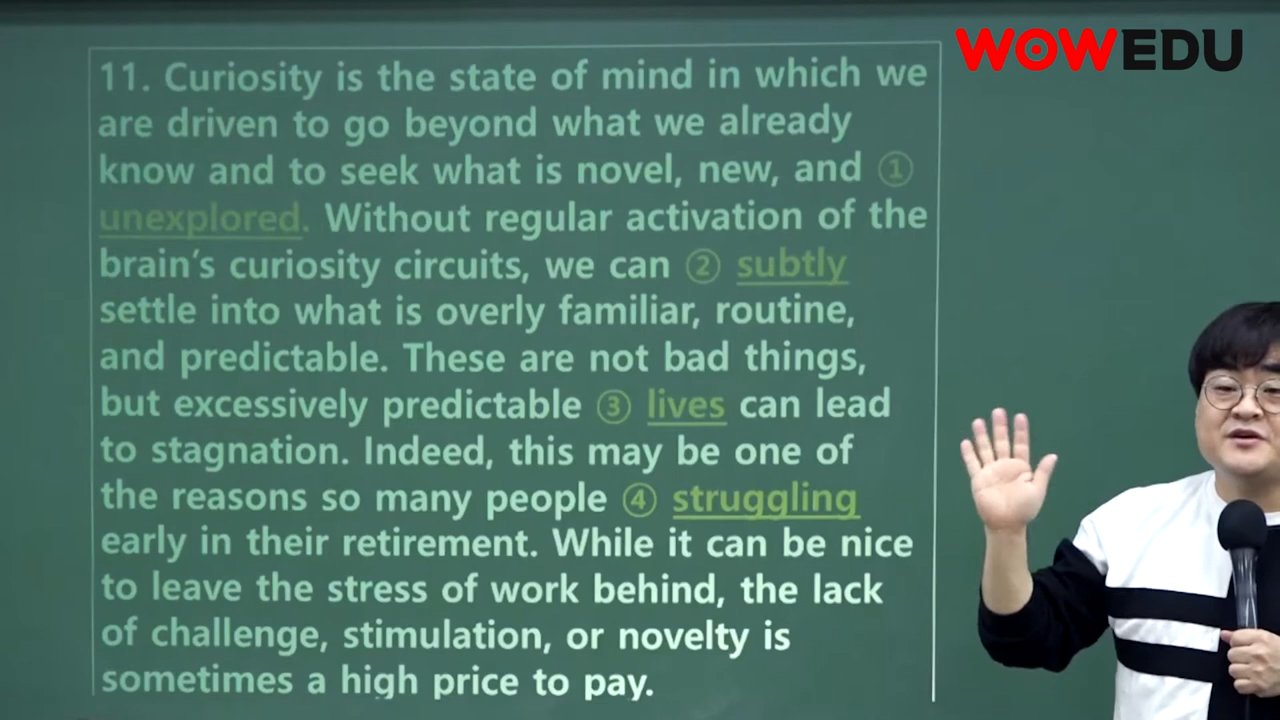 WOWEDU
11. Curiosity is the state of mind in which we
are driven to go beyond what we already
know and to seek what is novel, new, and ①
unexplored. Without regular activation of the
brain's curiosity circuits, we can ② subtly
settle into what is overly familiar, routine,
and predictable. These are not bad things,
but excessively predictable ③ lives can lead
to stagnation. Indeed, this may be one of
the reasons so many people ④ struggling
early in their retirement. While it can be nice
to leave the stress of work behind, the lack
of challenge, stimulation, or novelty is
sometimes a high price to pay.